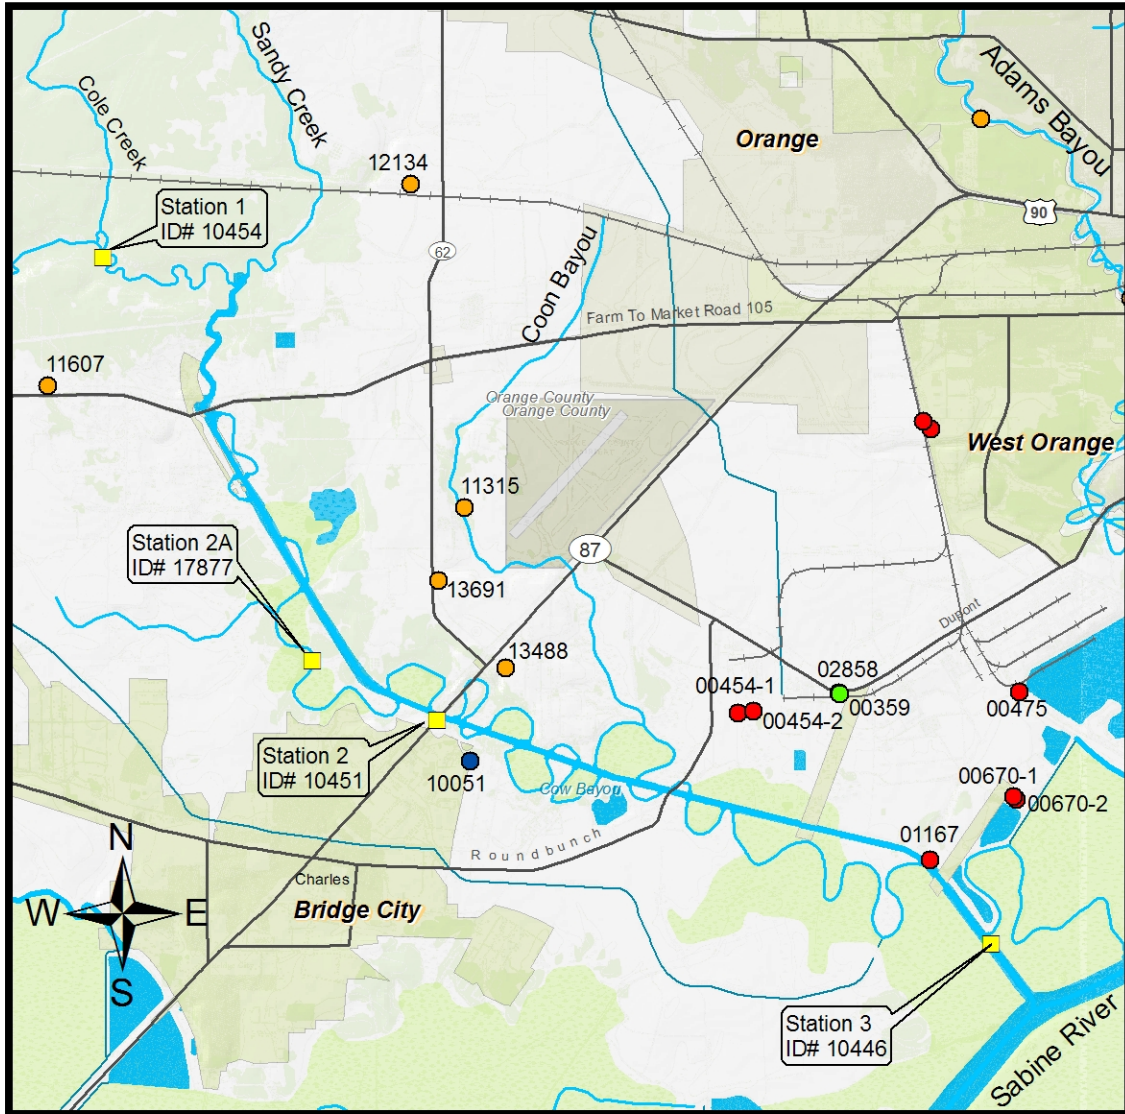 Sandy Creek
Cole Creek
Adams Bayou
Orange
12134
Station 1
ID# 10454
90
62
Coon Bayou
Farm To Market Road 105
11607
Orange County
Orange County
West Orange
11315
Station 2A
ID# 17877
87
13691
Dupont
13488
02858
00454-1
00359
00454-2
00475
Station 2
ID# 10451
10051
Cow Bayou
00670-1
00670-2
01167
Roundbunch
N
Charles
W
E
Bridge City
S
Station 3
ID# 10446
Sabine River